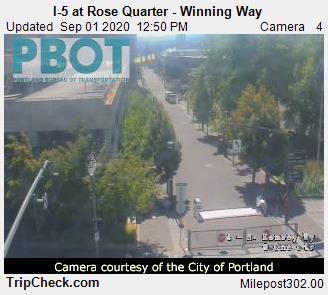 I-5 at Rose Quarter - Winning Way
Updated Sep 01 2020 12:50 PM Camera 4
PBOT
PORTLAND BUREAU OF TRANSPORTATION
Camera courtesy of the City of Portland
TripCheck.com Milepost302.00